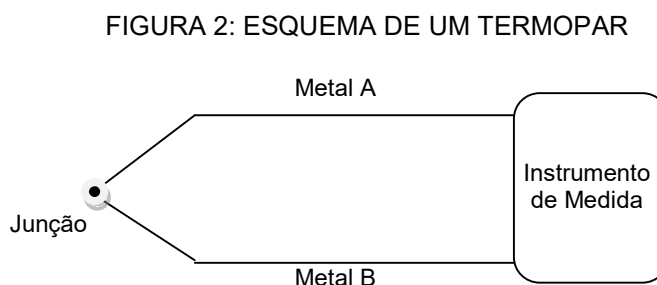 FIGURA 2: ESQUEMA DE UM TERMOPAR
Metal A
Instrumento
de Medida
Junção
Metal B